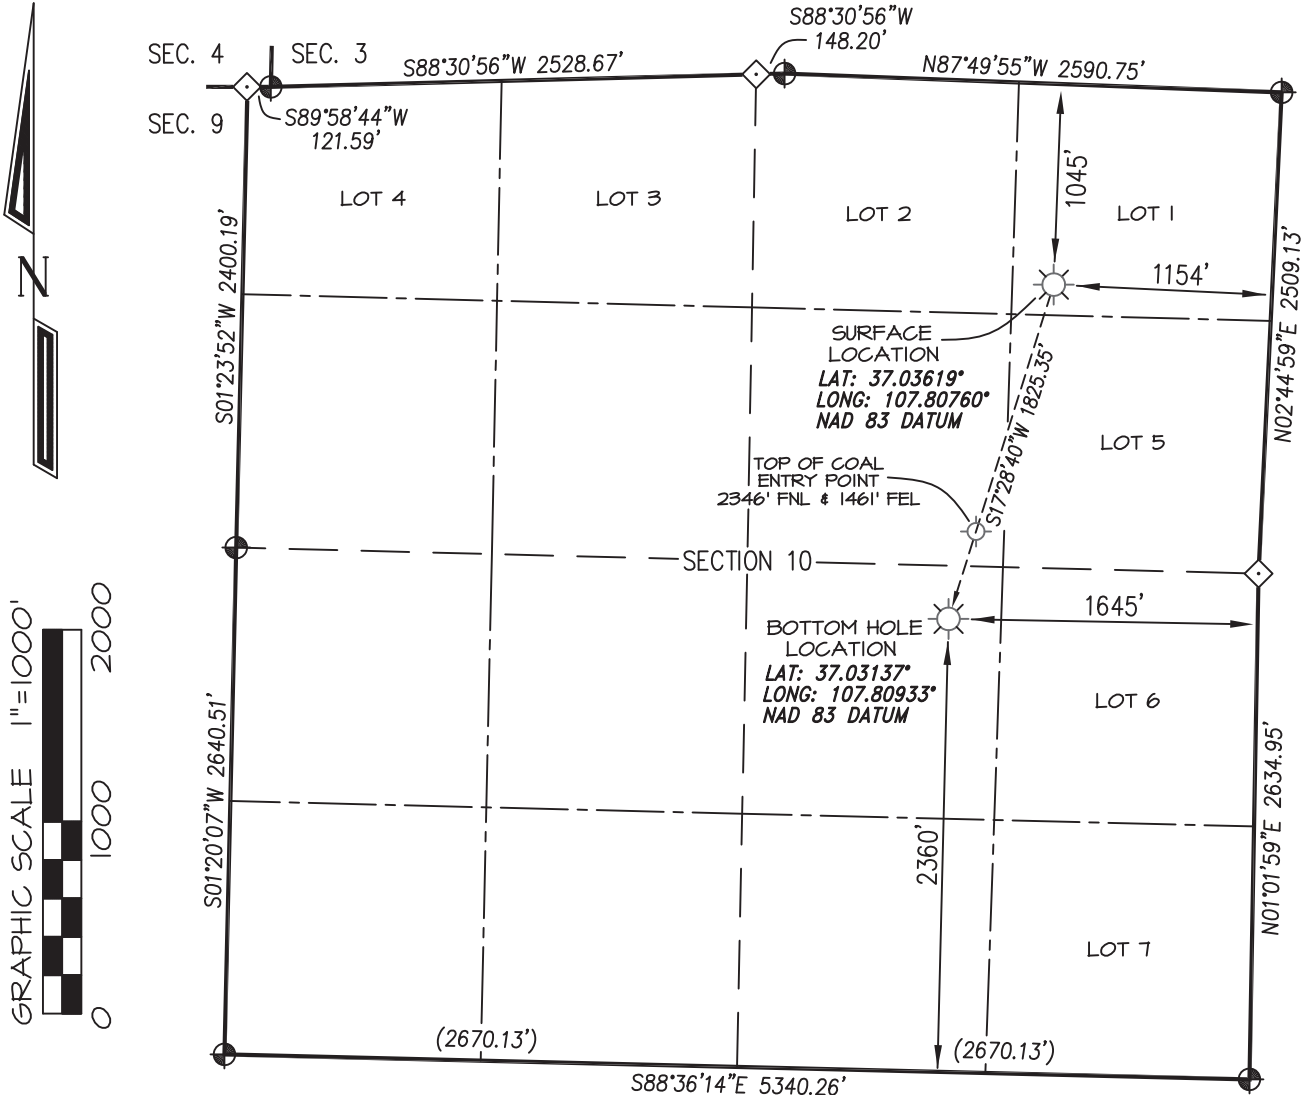 S88°30'56"W
148.20'
SEC. 4
SEC. 3
S88°30'56"W 2528.67'
N87°49'55"W 2590.75'
SEC. 9
S89°58'44"W
121.59'
LOT 4
LOT 3
LOT 2
LOT 1
1045'
1154'
S01°23'52"W 2400.19'
N02°44'59"E 2509.13'
N
SURFACE
LOCATION
LAT: 37.03619°
LONG: 107.80760°
NAD 83 DATUM
S17°28'40"W 1825.35'
LOT 5
TOP OF COAL
ENTRY POINT
2346' FNL & 1461' FEL
SECTION 10
1645'
BOTTOM HOLE
LOCATION
LAT: 37.03137°
LONG: 107.80933°
NAD 83 DATUM
LOT 6
GRAPHIC SCALE 1"=1000'
2000
1000
0
S01°20'07"W 2640.51'
N01°01'59"E 2634.95'
2360'
LOT 7
(2670.13')
(2670.13')
S88°36'14"E 5340.26'